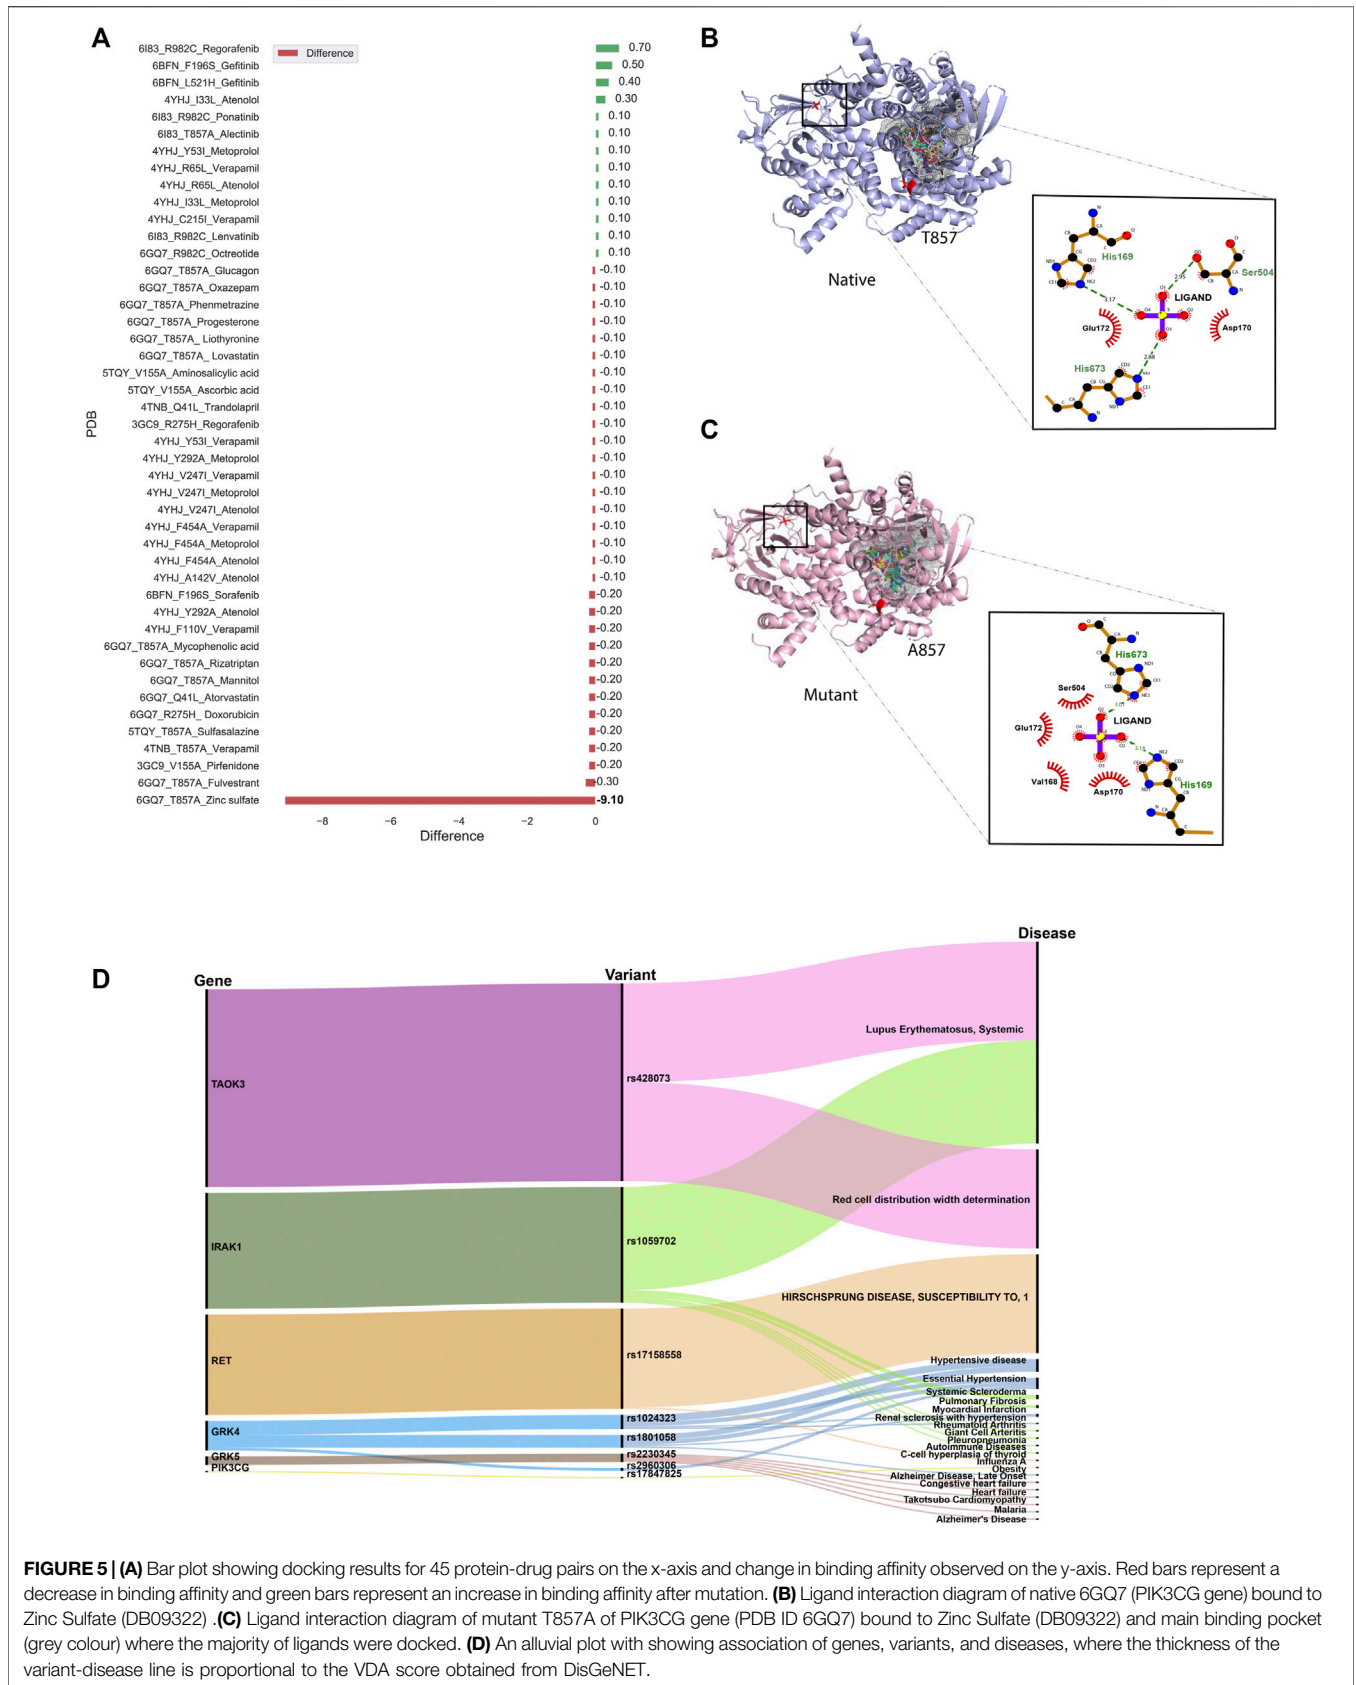 A
Difference
6I83_R982C_Regorafenib 0.70
6BFN_F196S_Gefitinib 0.50
6BFN_L521H_Gefitinib 0.40
4YHJ_I33L_Atenolol 0.30
6I83_R982C_Ponatinib 0.10
6I83_T857A_Alectinib 0.10
4YHJ_Y53I_Metoprolol 0.10
4YHJ_R65L_Verapamil 0.10
4YHJ_R65L_Atenolol 0.10
4YHJ_I33L_Metoprolol 0.10
4YHJ_C215I_Verapamil 0.10
6I83_R982C_Lenvatinib 0.10
6GQ7_R982C_Octreotide 0.10
6GQ7_T857A_Glucagon -0.10
6GQ7_T857A_Oxazepam -0.10
6GQ7_T857A_Phenmetrazine -0.10
6GQ7_T857A_Progesterone -0.10
6GQ7_T857A_ Liothyronine -0.10
6GQ7_T857A_ Lovastatin -0.10
5TQY_V155A_Aminosalicylic acid -0.10
5TQY_V155A_Ascorbic acid -0.10
4TNB_Q41L_Trandolapril -0.10
3GC9_R275H_Regorafenib -0.10
4YHJ_Y53I_Verapamil -0.10
4YHJ_Y292A_Metoprolol -0.10
4YHJ_V247I_Verapamil -0.10
4YHJ_V247I_Metoprolol -0.10
4YHJ_V247I_Atenolol -0.10
4YHJ_F454A_Verapamil -0.10
4YHJ_F454A_Metoprolol -0.10
4YHJ_F454A_Atenolol -0.10
4YHJ_A142V_Atenolol -0.10
6BFN_F196S_Sorafenib -0.20
4YHJ_Y292A_Atenolol -0.20
4YHJ_F110V_Verapamil -0.20
6GQ7_T857A_Mycophenolic acid -0.20
6GQ7_T857A_Rizatriptan -0.20
6GQ7_T857A_Mannitol -0.20
6GQ7_Q41L_Atorvastatin -0.20
6GQ7_R275H_ Doxorubicin -0.20
5TQY_T857A_Sulfasalazine -0.20
4TNB_T857A_Verapamil -0.20
3GC9_V155A_Pirfenidone -0.20
6GQ7_T857A_Fulvestrant -0.30
6GQ7_T857A_Zinc sulfate -9.10
PDB
−8 −6 −4 −2 0
Difference
B
T857
Native
His169
Ser504
LIGAND
Glu172
Asp170
His673
3.17
2.95
2.88
C
A857
Mutant
His673
Ser504
LIGAND
Glu172
Val168
Asp170
His169
D
Gene
Variant
Disease
TAOK3
IRAK1
RET
GRK4
GRK5
PIK3CG
rs428073
rs1059702
rs17158558
rs1024323
rs1801058
rs2230345
rs2960306
rs17847825
Lupus Erythematosus, Systemic
Red cell distribution width determination
HIRSCHSPRUNG DISEASE, SUSCEPTIBILITY TO, 1
Hypertensive disease
Essential Hypertension
Systemic Scleroderma
Pulmonary Fibrosis
Myocardial Infarction
Renal sclerosis with hypertension
Rheumatoid Arthritis
Giant Cell Arteritis
Pleuropneumonia
Autoimmune Diseases
C-cell hyperplasia of thyroid
Influenza A
Obesity
Alzheimer Disease, Late Onset
Congestive heart failure
Heart failure
Takotsubo Cardiomyopathy
Malaria
Alzheimer's Disease
FIGURE 5 | (A) Bar plot showing docking results for 45 protein-drug pairs on the x-axis and change in binding affinity observed on the y-axis. Red bars represent a
decrease in binding affinity and green bars represent an increase in binding affinity after mutation. (B) Ligand interaction diagram of native 6GQ7 (PIK3CG gene) bound to
Zinc Sulfate (DB09322) .(C) Ligand interaction diagram of mutant T857A of PIK3CG gene (PDB ID 6GQ7) bound to Zinc Sulfate (DB09322) and main binding pocket
(grey colour) where the majority of ligands were docked. (D) An alluvial plot with showing association of genes, variants, and diseases, where the thickness of the
variant-disease line is proportional to the VDA score obtained from DisGeNET.